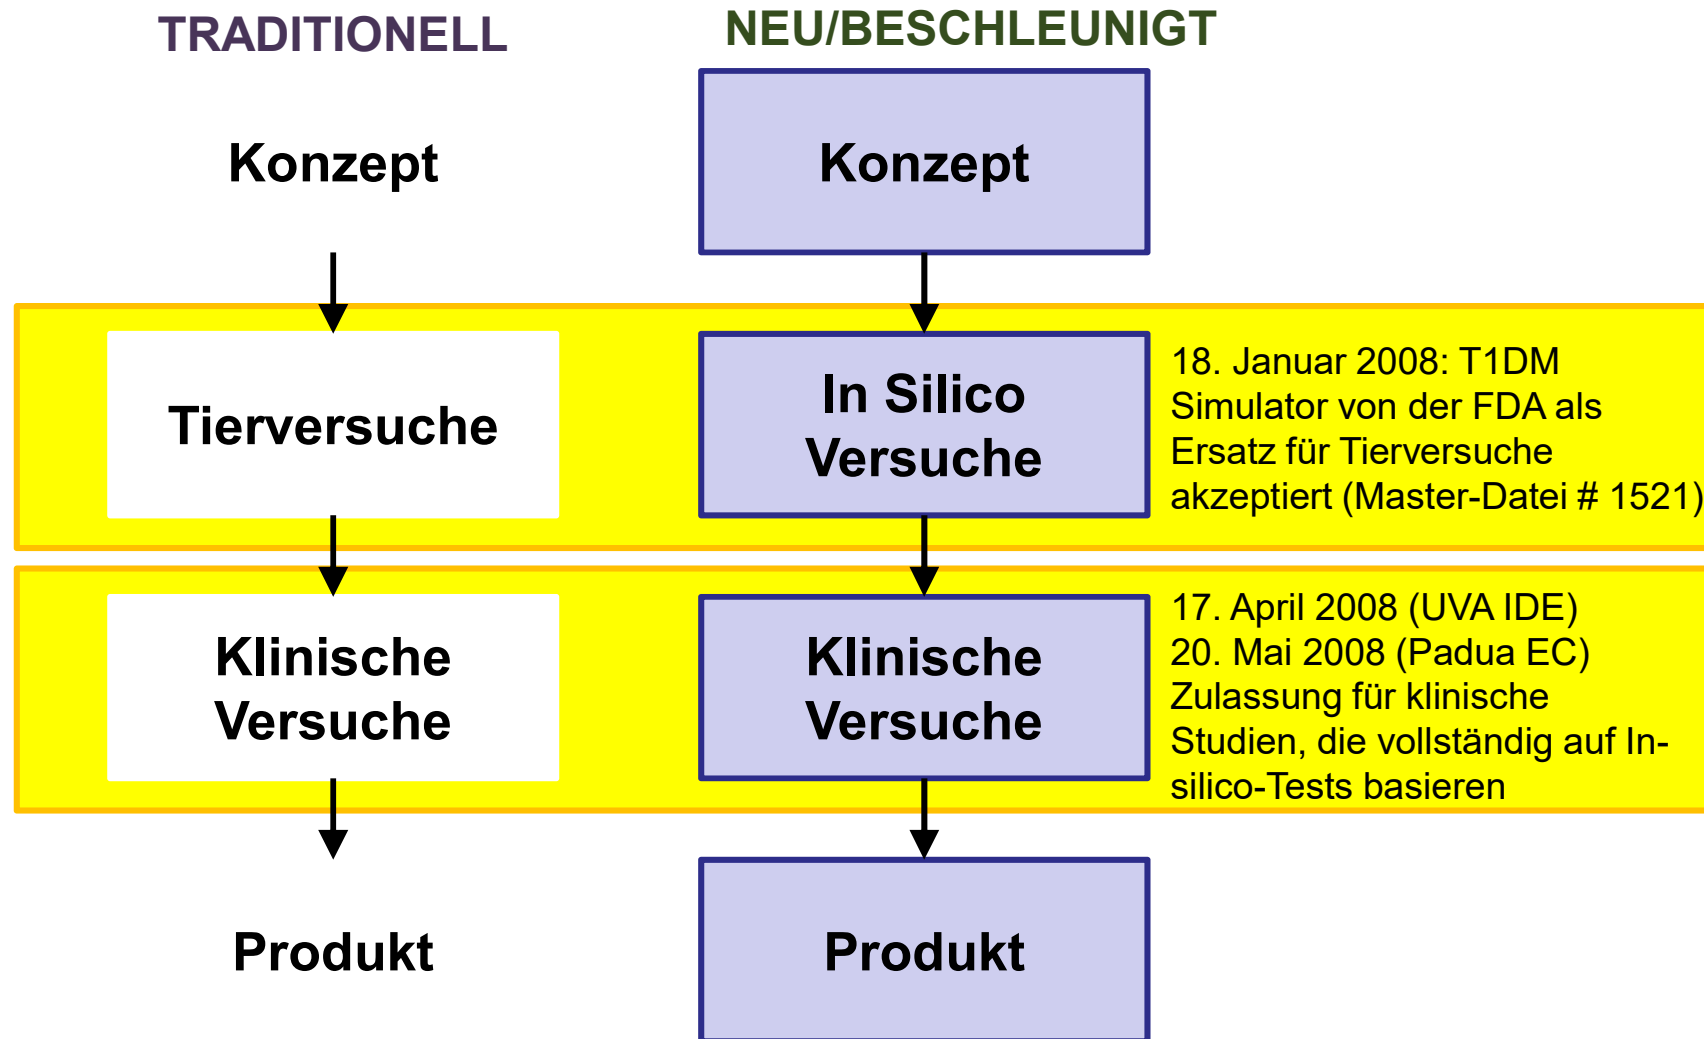 TRADITIONELL
NEU/BESCHLEUNIGT
Konzept
Konzept
Tierversuche
In Silico
Versuche
18. Januar 2008: T1DM
Simulator von der FDA als
Ersatz für Tierversuche
akzeptiert (Master-Datei # 1521)
Klinische
Versuche
Klinische
Versuche
17. April 2008 (UVA IDE)
20. Mai 2008 (Padua EC)
Zulassung für klinische
Studien, die vollständig auf In-
silico-Tests basieren
Produkt
Produkt